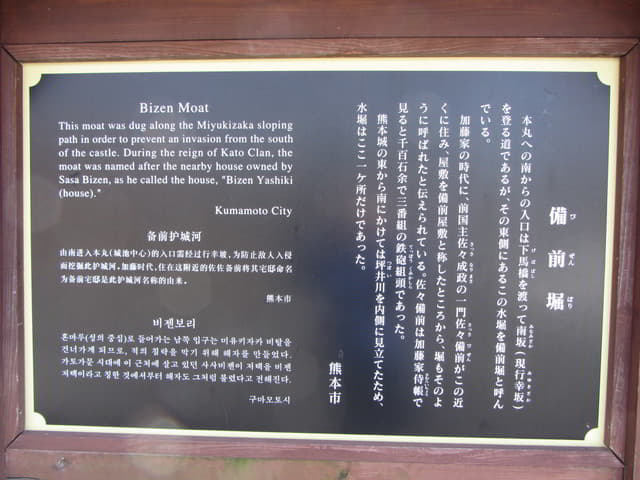 Bizen Moat
This moat was dug along the Miyukizaka sloping
path in order to prevent an invasion from the south
of the castle. During the reign of Kato Clan, the
moat was named after the nearby house owned by
Sasa Bizen, as he called the house, "Bizen Yashiki
(house)."
Kumamoto City
备前护城河
由南进入本丸(城池中心)的入口需经过行幸坡,为防止敌人入侵
而挖掘此护城河。加藤时代,住在这附近的佐佐备前将其宅邸命名
为备前宅邸是此护城河名称的由来。
熊本市
비젠보리
혼마루(성의 중심)로 들어가는 남쪽 입구는 미유키자카 비탈을
건너가게 되므로, 적의 침략을 막기 위해 해자를 만들었다.
가토가문 시대에 이 근처에 살고 있던 사사비젠이 저택을 비젠
저택이라고 칭한 것에서부터 해자도 그처럼 불렸다고 전해진다.
구마모토시
備前堀
本丸への南からの入口は下馬橋を渡って南坂(現行幸坂)
を登る道であるが、その東側にあるこの水堀を備前堀と呼ん
でいる。
加藤家の時代に、前国主佐々成政の一門佐々備前がこの近
くに住み、屋敷を備前屋敷と称したところから、堀もそのよ
うに呼ばれたと伝えられている。佐々備前は加藤家侍帳で
見ると千百石余で三番組の鉄砲組頭であった。
熊本城の東から南にかけては坪井川を内側に見立てたため、
水堀はここ一ヶ所だけであった。
熊本市